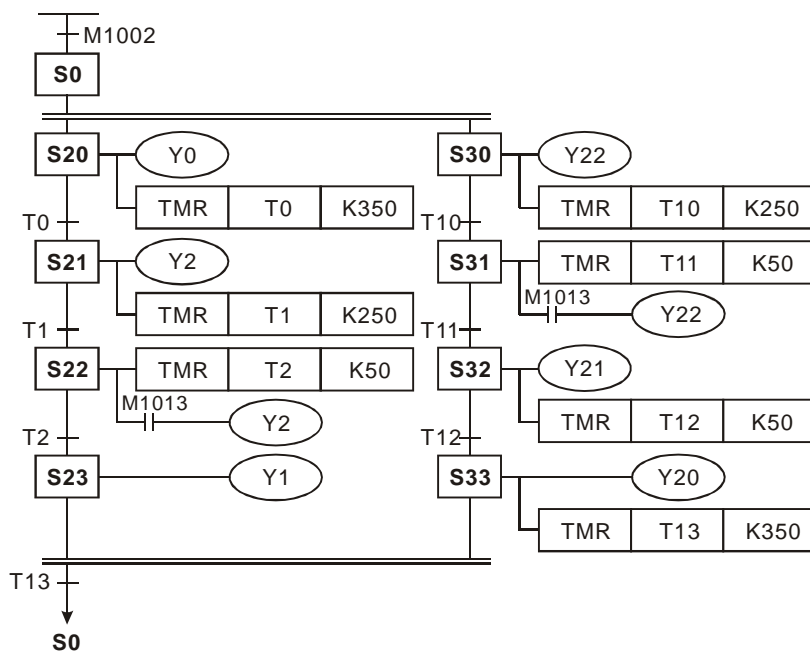 M1002
S0
S20 Y0 S30 Y22
TMR T0 K350 TMR T10 K250
T0 T10
S21 Y2 S31 TMR T11 K50
M1013 Y22
TMR T1 K250
T1 T11
S22 TMR T2 K50 S32 Y21
M1013 Y2
TMR T12 K50
T2 T12
S23 Y1 S33 Y20
TMR T13 K350
T13
S0